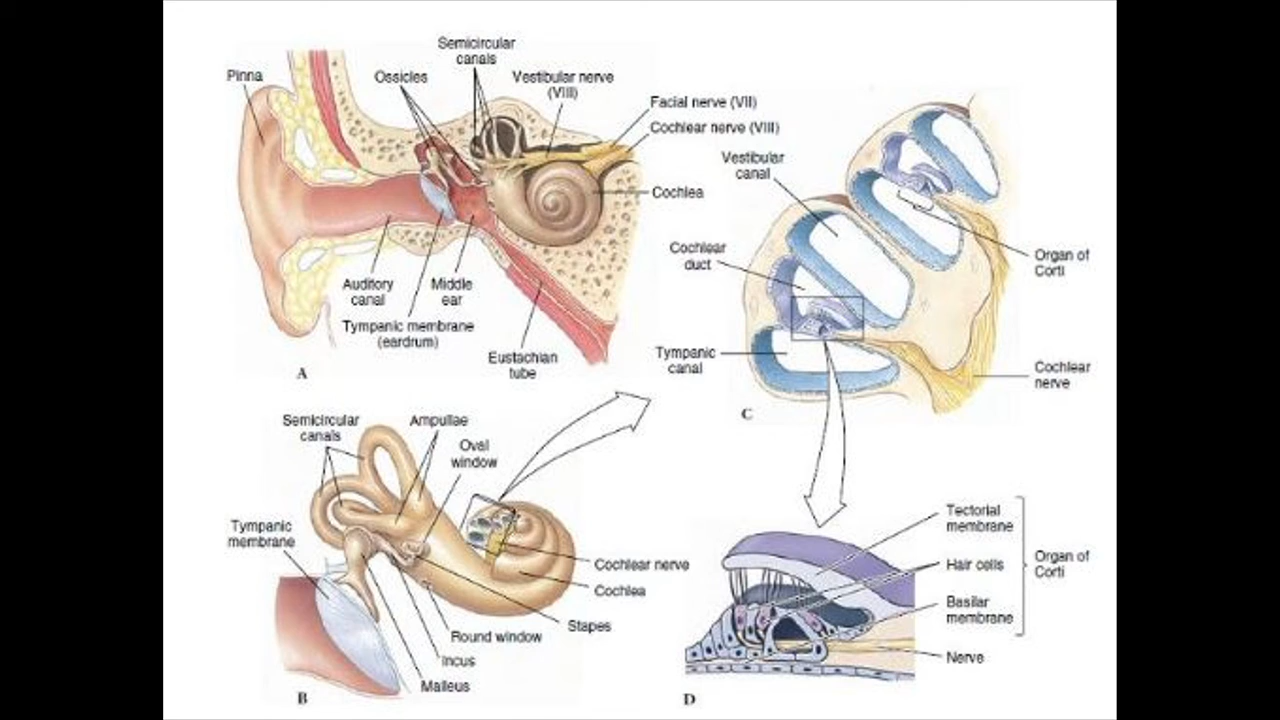 Pinna
Ossicles
Semicircular
canals
Vestibular nerve
(VIII)
Facial nerve (VII)
Cochlear nerve (VIII)
Cochlea
Auditory
canal
Middle
ear
Tympanic membrane
(eardrum)
Eustachian
tube
A
Vestibular
canal
Cochlear
duct
Tympanic
canal
Organ of
Corti
Cochlear
nerve
C
Semicircular
canals
Ampullae
Oval
window
Tympanic
membrane
Cochlear nerve
Cochlea
Stapes
Round window
Incus
Malleus
B
Tectorial
membrane
Hair cells
Basilar
membrane
Organ of
Corti
Nerve
D